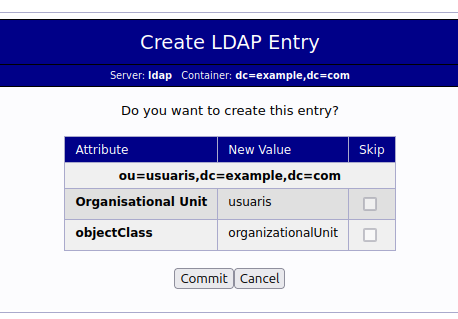 Create LDAP Entry
Server: ldap Container: dc=example,dc=com
Do you want to create this entry?
Attribute New Value Skip
ou=usuaris,dc=example,dc=com
Organisational Unit usuaris
objectClass organizationalUnit
Commit Cancel